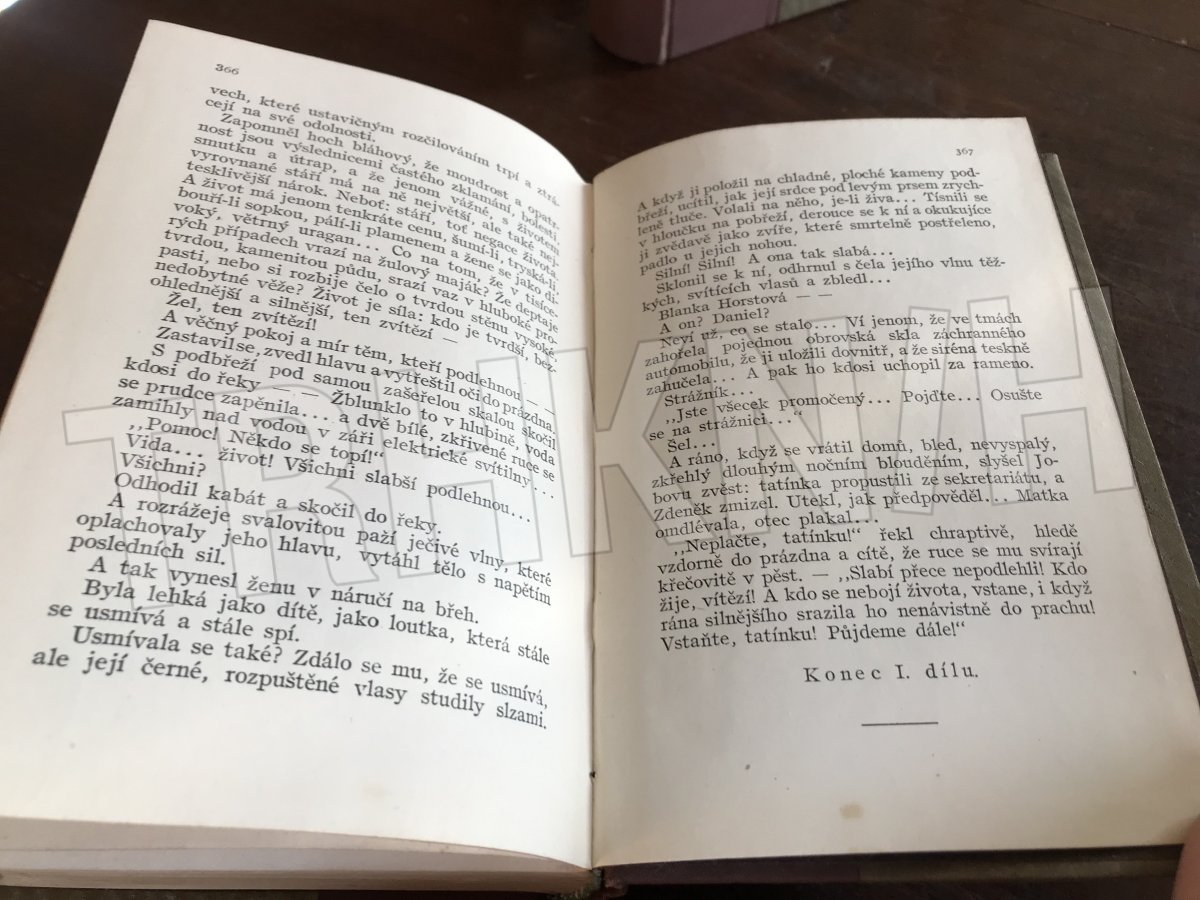 366
vech, které ustavičným rozčilováním trpí a ztrá-
cejí na své odolnosti.
Zapomněl hoch bláhový, že moudrost a opatr-
nost jsou výslednicemi častého zklamání, bolesti,
smutku a útrap, a že jenom vážné, s životem
vyrovnané stáří má na ně největší, ale také nej-
tesklivější nárok. Neboť: stáří, toť negace života.
A život má jenom tenkráte cenu, šumí-li, tryská-li,
bouří-li sopkou, pálí-li plamenem a žene se jako di-
voký, větrný uragan... Co na tom, že v tisíce-
rých případech vrazí na žulový maják? Že deptaje
tvrdou, kamenitou půdu, srazí vaz v hluboké pro-
pasti, nebo si rozbije čelo o tvrdou stěnu vysoké,
nedobytné věže? Život je síla: kdo je tvrdší, bez-
ohlednější a silnější, ten zvítězí —
Žel, ten zvítězí!
A věčný pokoj a mír těm, kteří podlehnou — —
Zastavil se, zvedl hlavu a vytřeštil oči do prázdna.
S podbřeží pod samou zašeřelou skalou skočil
kdosi do řeky — — Žblunklo to v hlubině, voda
se prudce zapěnila... a dvě bílé, zkřivené ruce se
zamihly nad vodou v záři elektrické svítilny...
,,Pomoc! Někdo se topí!“
Vida... život! Všichni slabší podlehnou...
Všichni?
Odhodil kabát a skočil do řeky.
A rozrážeje svalovitou paží ječivé vlny, které
oplachovaly jeho hlavu, vytáhl tělo s napětím
posledních sil.
A tak vynesl ženu v náručí na břeh.
Byla lehká jako dítě, jako loutka, která stále
se usmívá a stále spí.
Usmívala se také? Zdálo se mu, že se usmívá,
ale její černé, rozpuštěné vlasy studily slzami.
367
A když ji položil na chladné, ploché kameny pod-
břeží, ucítil, jak její srdce pod levým prsem zrych-
leně tluče. Volali na něho, je-li živa... Tísnili se
v hloučku na pobřeží, derouce se k ní a okukující
ji zvědavě jako zvíře, které smrtelně postřeleno,
padlo u jejich nohou.
Silní! Silní! A ona tak slabá...
Sklonil se k ní, odhrnul s čela jejího vlnu těž-
kých, svítících vlasů a zbledl...
Blanka Horstová — —
A on? Daniel?
Neví už, co se stalo... Ví jenom, že ve tmách
zahořela pojednou obrovská skla záchranného
automobilu, že ji uložili dovnitř, a že siréna teskně
zahučela... A pak ho kdosi uchopil za rameno.
Strážník...
,,Jste všecek promočený... Pojďte... Osušte
se na strážnici...“
Šel...
A ráno, když se vrátil domů, bled, nevyspalý,
zkřehlý dlouhým nočním blouděním, slyšel Jo-
bovu zvěst: tatínka propustili ze sekretariátu, a
Zdeněk zmizel. Utekl, jak předpověděl... Matka
omdlévala, otec plakal...
,,Neplačte, tatínku!“ řekl chraptivě, hledě
vzdorně do prázdna a cítě, že ruce se mu svírají
křečovitě v pěst. — ,,Slabí přece nepodlehli! Kdo
žije, vítězí! A kdo se nebojí života, vstane, i když
rána silnějšího srazila ho nenávistně do prachu!
Vstaňte, tatínku! Půjdeme dále!“
Konec I. dílu.
TRHKNIH